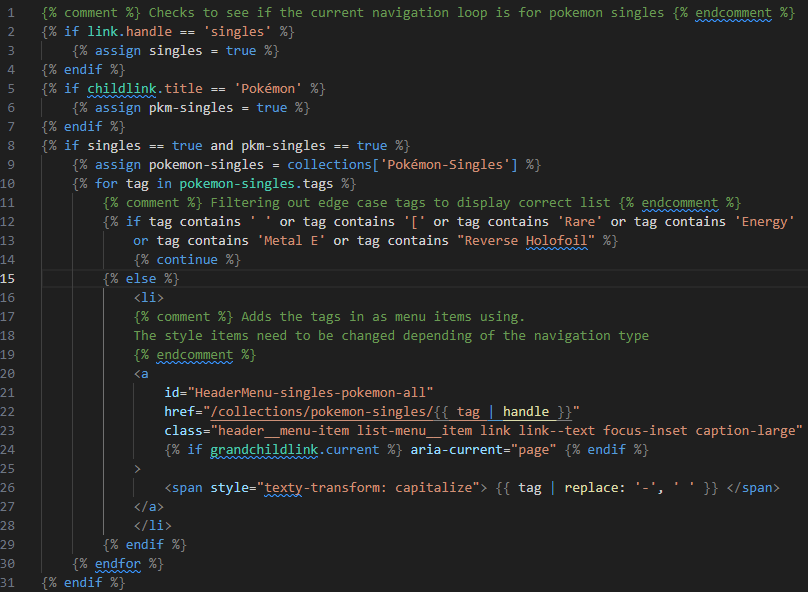 1 {% comment %} Checks to see if the current navigation loop is for pokemon singles {% endcomment %}
2 {% if link.handle == 'singles' %}
3     {% assign singles = true %}
4 {% endif %}
5 {% if childlink.title == 'Pokémon' %}
6     {% assign pkm-singles = true %}
7 {% endif %}
8 {% if singles == true and pkm-singles == true %}
9     {% assign pokemon-singles = collections['Pokémon-Singles'] %}
10     {% for tag in pokemon-singles.tags %}
11         {% comment %} Filtering out edge case tags to display correct list {% endcomment %}
12         {% if tag contains ' ' or tag contains '[' or tag contains 'Rare' or tag contains 'Energy'
13             or tag contains 'Metal E' or tag contains "Reverse Holofoil" %}
14             {% continue %}
15         {% else %}
16             <li>
17             {% comment %} Adds the tags in as menu items using.
18             The style items need to be changed depending of the navigation type
19             {% endcomment %}
20             <a
21                 id="HeaderMenu-singles-pokemon-all"
22                 href="/collections/pokemon-singles/{{ tag | handle }}"
23                 class="header__menu-item list-menu__item link link--text focus-inset caption-large"
24                 {% if grandchildlink.current %} aria-current="page" {% endif %}
25             >
26                 <span style="texty-transform: capitalize"> {{ tag | replace: '-', ' ' }} </span>
27             </a>
28             </li>
29         {% endif %}
30     {% endfor %}
31 {% endif %}